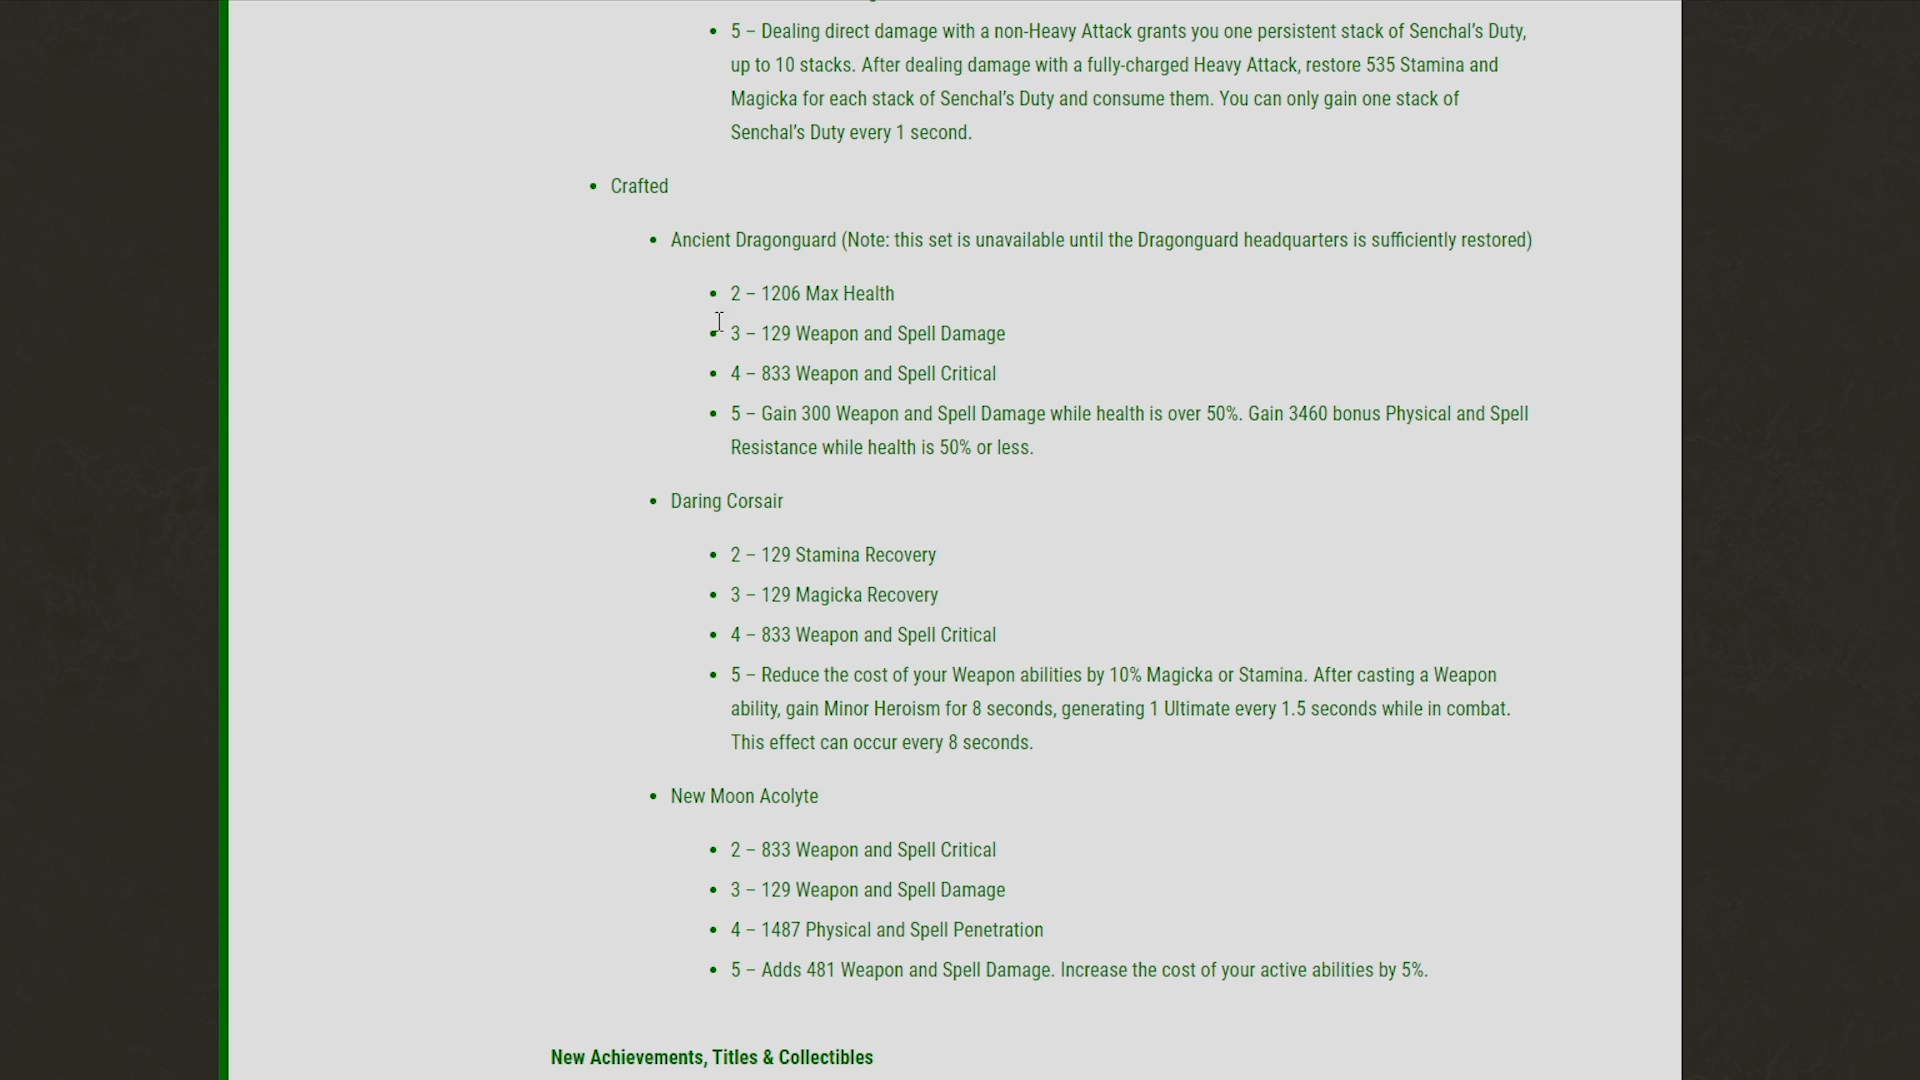 5 – Dealing direct damage with a non-Heavy Attack grants you one persistent stack of Senchal’s Duty,
up to 10 stacks. After dealing damage with a fully-charged Heavy Attack, restore 535 Stamina and
Magicka for each stack of Senchal’s Duty and consume them. You can only gain one stack of
Senchal’s Duty every 1 second.
Crafted
Ancient Dragonguard (Note: this set is unavailable until the Dragonguard headquarters is sufficiently restored)
2 – 1206 Max Health
3 – 129 Weapon and Spell Damage
4 – 833 Weapon and Spell Critical
5 – Gain 300 Weapon and Spell Damage while health is over 50%. Gain 3460 bonus Physical and Spell
Resistance while health is 50% or less.
Daring Corsair
2 – 129 Stamina Recovery
3 – 129 Magicka Recovery
4 – 833 Weapon and Spell Critical
5 – Reduce the cost of your Weapon abilities by 10% Magicka or Stamina. After casting a Weapon
ability, gain Minor Heroism for 8 seconds, generating 1 Ultimate every 1.5 seconds while in combat.
This effect can occur every 8 seconds.
New Moon Acolyte
2 – 833 Weapon and Spell Critical
3 – 129 Weapon and Spell Damage
4 – 1487 Physical and Spell Penetration
5 – Adds 481 Weapon and Spell Damage. Increase the cost of your active abilities by 5%.
New Achievements, Titles & Collectibles